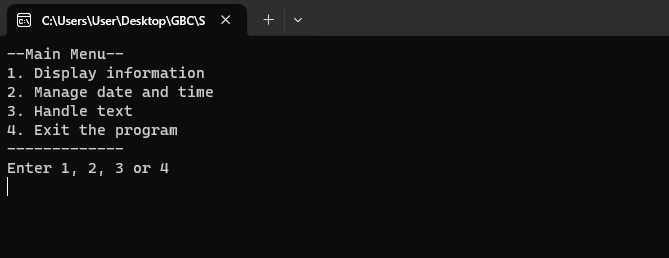 C:\Users\User\Desktop\GBC\S
--Main Menu--
1. Display information
2. Manage date and time
3. Handle text
4. Exit the program
-------------
Enter 1, 2, 3 or 4